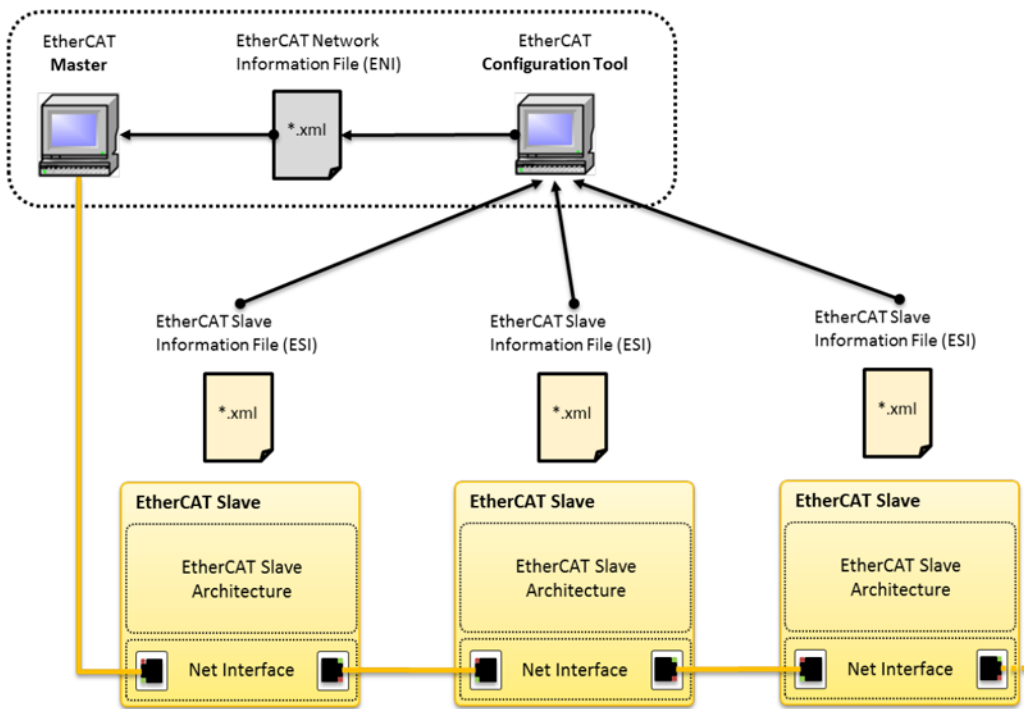 EtherCAT
Master
EtherCAT Network
Information File (ENI)
EtherCAT
Configuration Tool
*.xml
EtherCAT Slave
Information File (ESI)
EtherCAT Slave
Information File (ESI)
EtherCAT Slave
Information File (ESI)
*.xml
*.xml
*.xml
EtherCAT Slave
EtherCAT Slave
Architecture
Net Interface
EtherCAT Slave
EtherCAT Slave
Architecture
Net Interface
EtherCAT Slave
EtherCAT Slave
Architecture
Net Interface